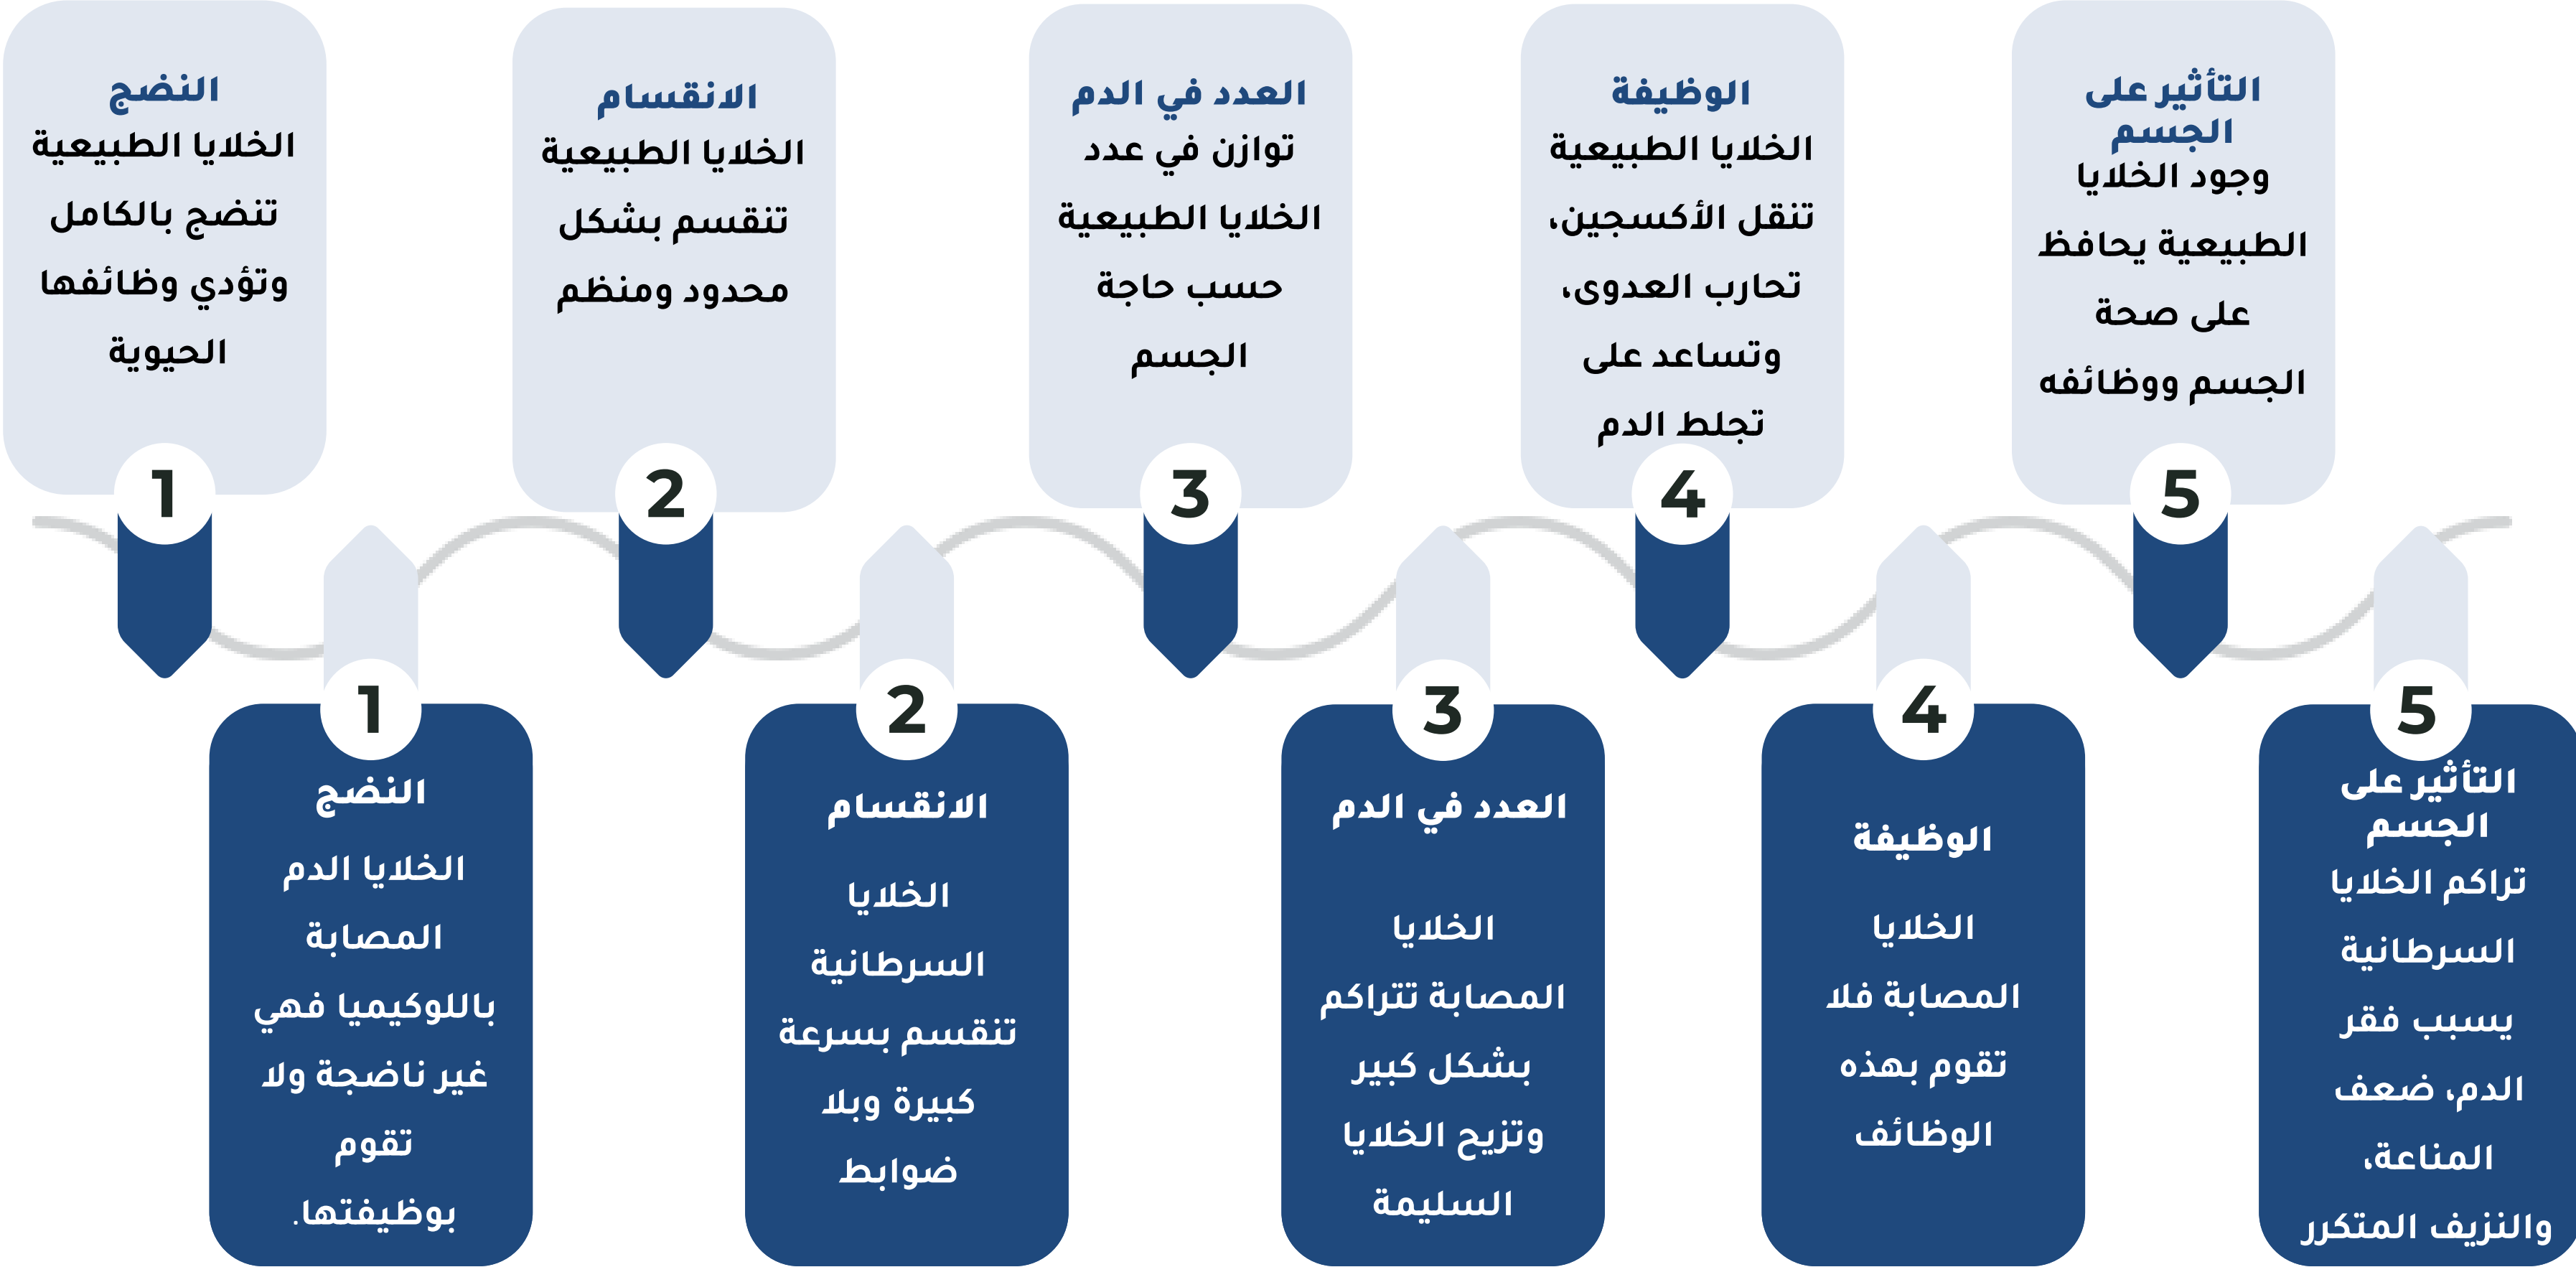 النضج
الخلايا الطبيعية
تنضج بالكامل
وتؤدي وظائفها
الحيوية
1
الانقسام
الخلايا الطبيعية
تنقسم بشكل
محدود ومنظم
2
العدد في الدم
توازن في عدد
الخلايا الطبيعية
حسب حاجة
الجسم
3
الوظيفة
الخلايا الطبيعية
تنقل الأكسجين،
تحارب العدوى،
وتساعد على
تجلط الدم
4
التأثير على
الجسم
وجود الخلايا
الطبيعية يحافظ
على صحة
الجسم ووظائفه
5
1
النضج
الخلايا الدم
المصابة
باللوكيميا فهي
غير ناضجة ولا
تقوم
بوظيفتها.
2
الانقسام
الخلايا
السرطانية
تنقسم بسرعة
كبيرة وبلا
ضوابط
3
العدد في الدم
الخلايا
المصابة تتراكم
بشكل كبير
وتزيح الخلايا
السليمة
4
الوظيفة
الخلايا
المصابة فلا
تقوم بهذه
الوظائف
5
التأثير على
الجسم
تراكم الخلايا
السرطانية
يسبب فقر
الدم، ضعف
المناعة،
والنزيف المتكرر